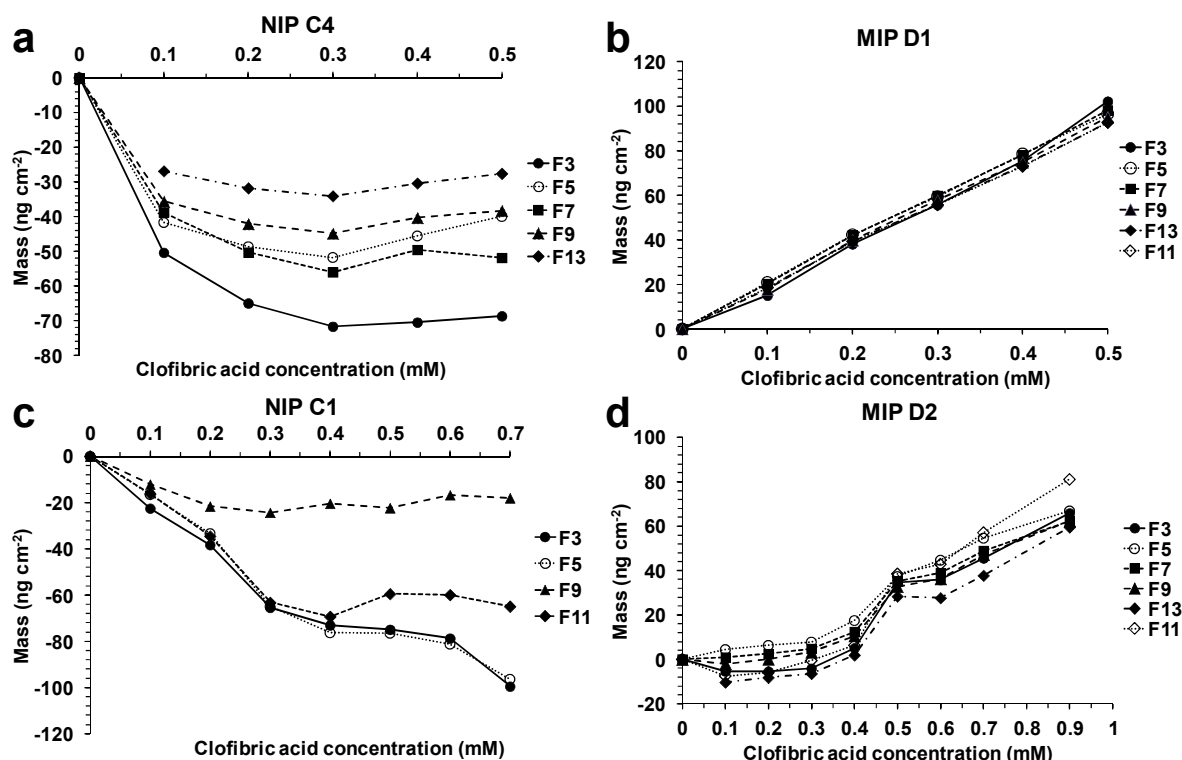 a
NIP C4
0 0.1 0.2 0.3 0.4 0.5
0
-10
-20
-30
-40
-50
-60
-70
-80
Mass (ng cm-2)
Clofibric acid concentration (mM)
F3
F5
F7
F9
F13
b
MIP D1
120
100
80
60
40
20
0
Mass (ng cm-2)
0 0.1 0.2 0.3 0.4 0.5
Clofibric acid concentration (mM)
F3
F5
F7
F9
F13
F11
c
NIP C1
0 0.1 0.2 0.3 0.4 0.5 0.6 0.7
0
-20
-40
-60
-80
-100
-120
Mass (ng cm-2)
Clofibric acid concentration (mM)
F3
F5
F9
F11
d
MIP D2
100
80
60
40
20
0
-20
Mass (ng cm-2)
0 0.1 0.2 0.3 0.4 0.5 0.6 0.7 0.8 0.9 1
Clofibric acid concentration (mM)
F3
F5
F7
F9
F13
F11